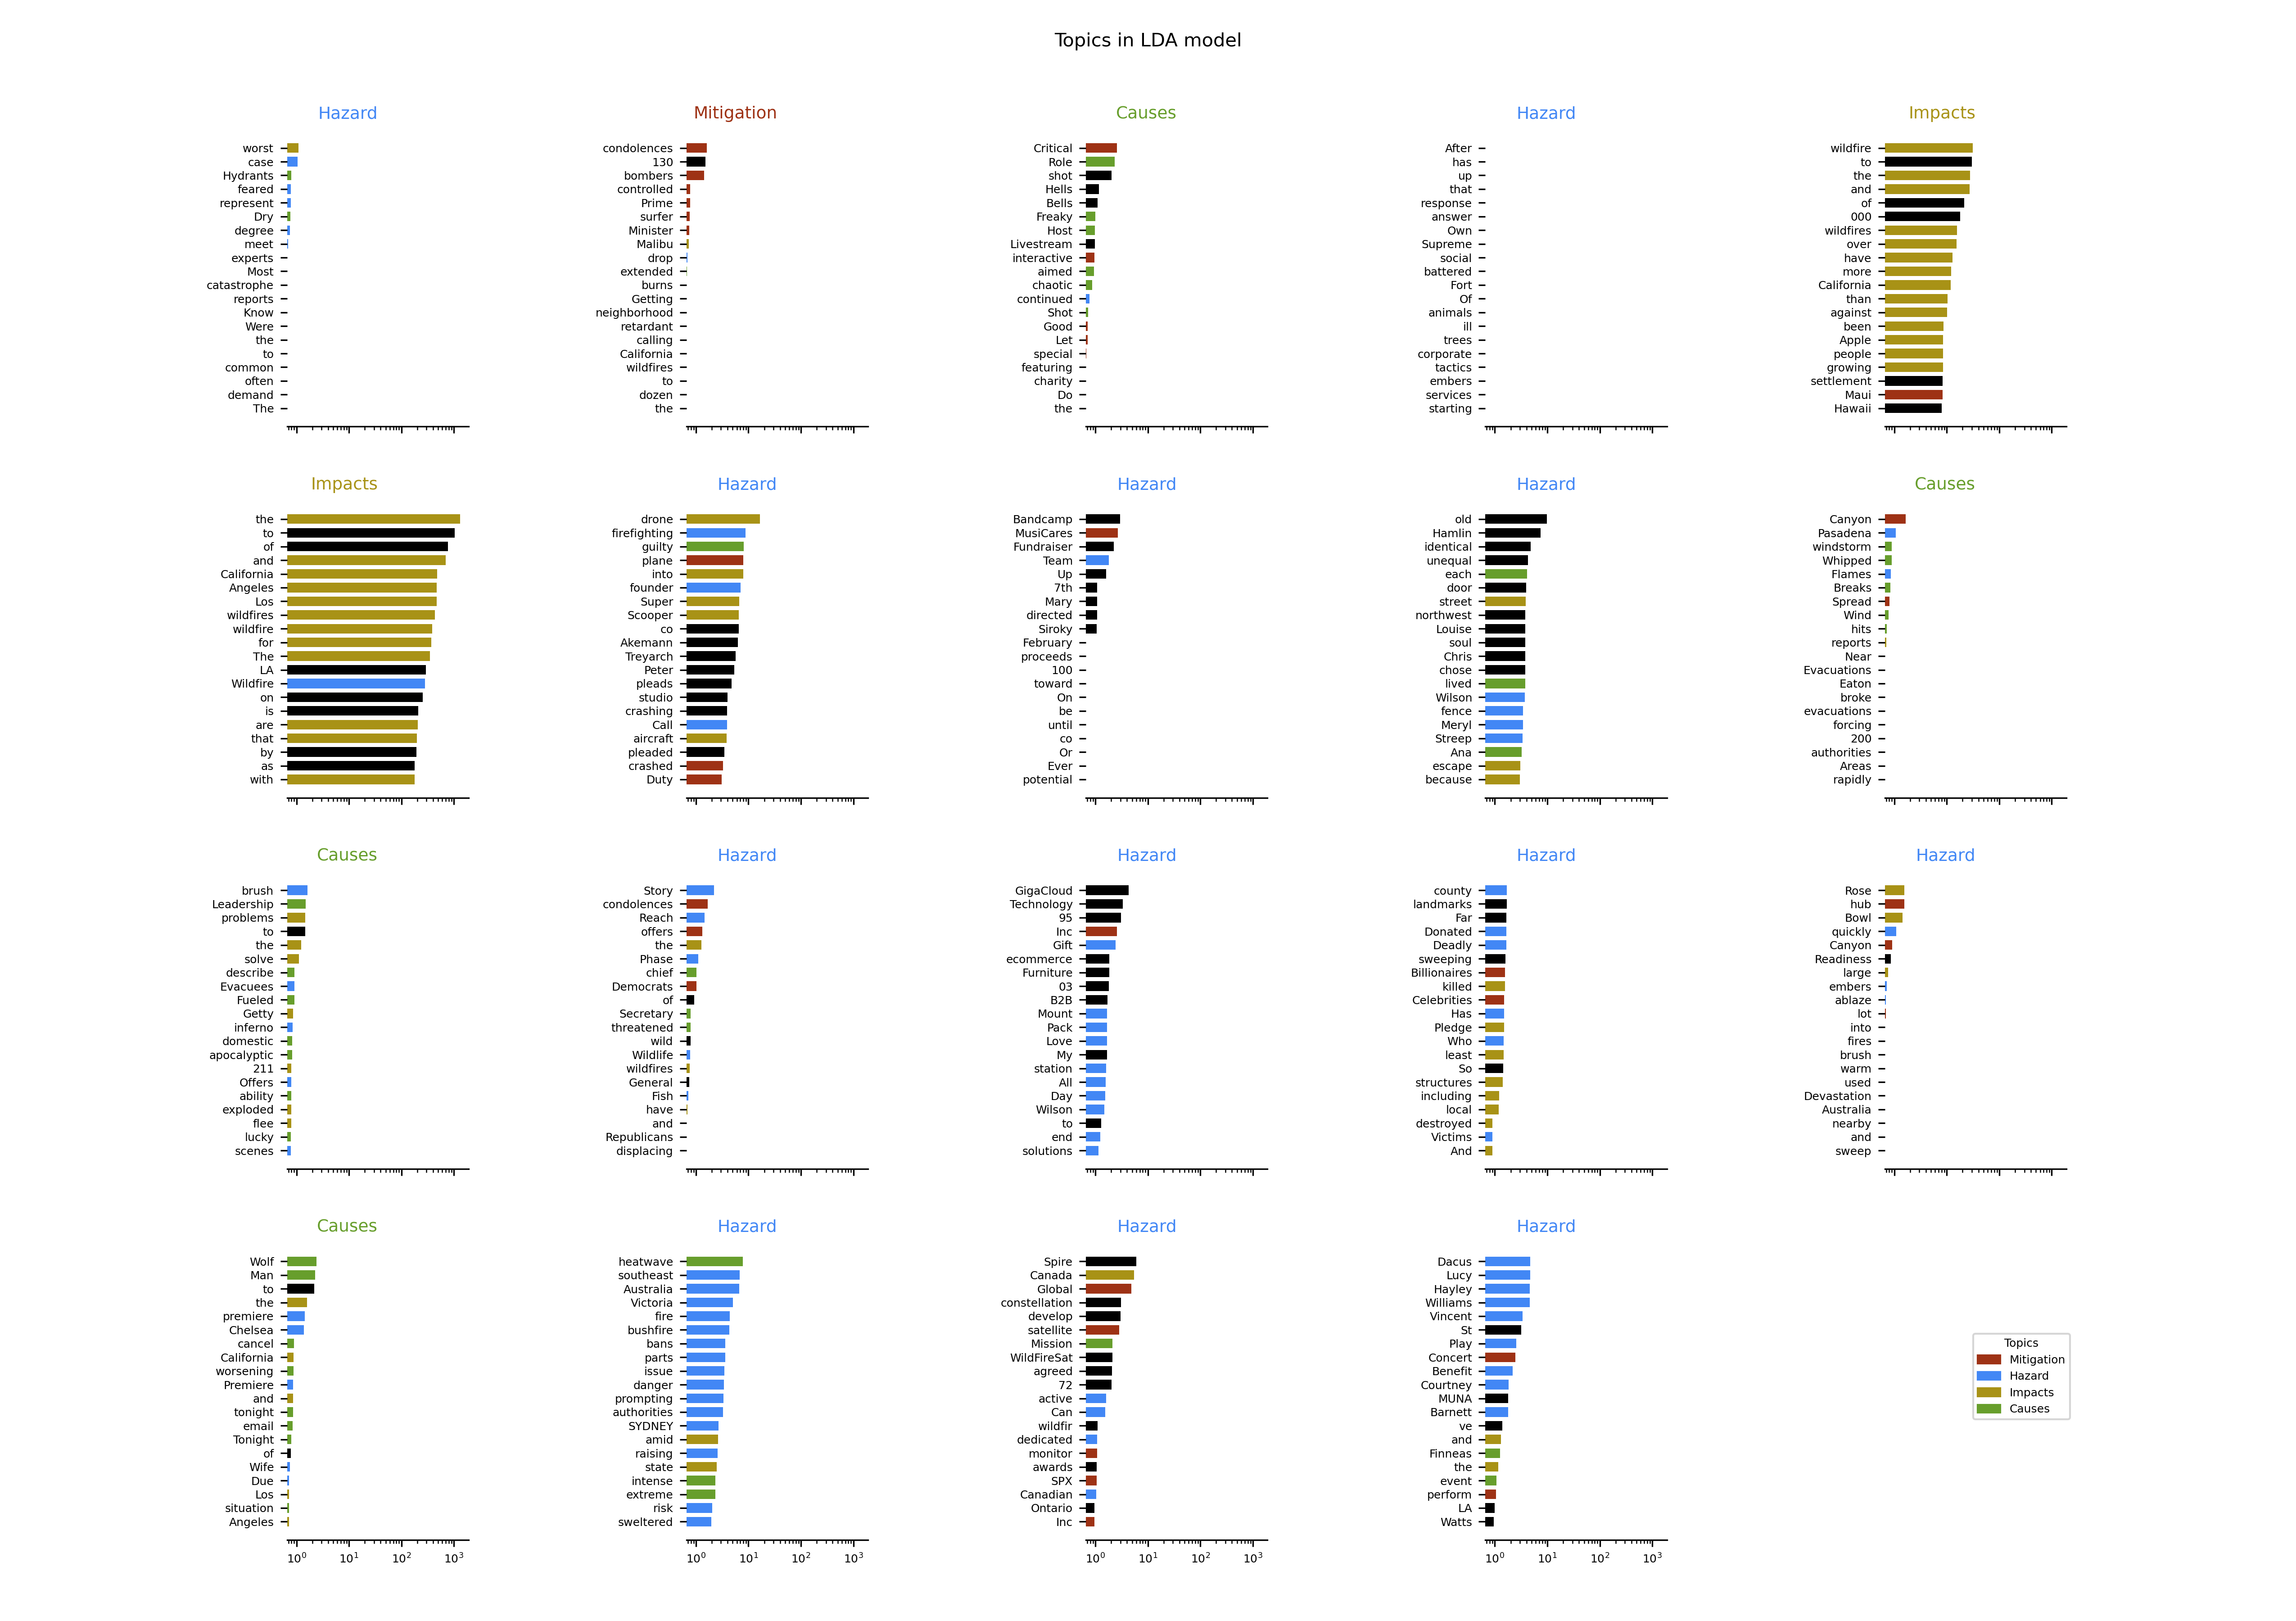 Topics in LDA model
Hazard
worst
case
Hydrants
feared
represent
Dry
degree
meet
experts
Most
catastrophe
reports
Know
Were
the
to
common
often
demand
The
Mitigation
condolences
130
bombers
controlled
Prime
surfer
Minister
Malibu
drop
extended
burns
Getting
neighborhood
retardant
calling
California
wildfires
to
dozen
the
Causes
Critical
Role
shot
Hells
Bells
Freaky
Host
Livestream
interactive
aimed
chaotic
continued
Shot
Good
Let
special
featuring
charity
Do
the
Hazard
After
has
up
that
response
answer
Own
Supreme
social
battered
Fort
Of
animals
ill
trees
corporate
tactics
embers
services
starting
Impacts
wildfire
to
the
and
of
000
wildfires
over
have
more
California
than
against
been
Apple
people
growing
settlement
Maui
Hawaii
Impacts
the
to
of
and
California
Angeles
Los
wildfires
wildfire
for
The
LA
Wildfire
on
is
are
that
by
as
with
Hazard
drone
firefighting
guilty
plane
into
founder
Super
Scooper
co
Akemann
Treyarch
Peter
pleads
studio
crashing
Call
aircraft
pleaded
crashed
Duty
Hazard
Bandcamp
MusiCares
Fundraiser
Team
Up
7th
Mary
directed
Siroky
February
proceeds
100
toward
On
be
until
co
Or
Ever
potential
Hazard
old
Hamlin
identical
unequal
each
door
street
northwest
Louise
soul
Chris
chose
lived
Wilson
fence
Meryl
Streep
Ana
escape
because
Causes
Canyon
Pasadena
windstorm
Whipped
Flames
Breaks
Spread
Wind
hits
reports
Near
Evacuations
Eaton
broke
evacuations
forcing
200
authorities
Areas
rapidly
Causes
brush
Leadership
problems
to
the
solve
describe
Evacuees
Fueled
Getty
inferno
domestic
apocalyptic
211
Offers
ability
exploded
flee
lucky
scenes
Hazard
Story
condolences
Reach
offers
the
Phase
chief
Democrats
of
Secretary
threatened
wild
Wildlife
wildfires
General
Fish
have
and
Republicans
displacing
Hazard
GigaCloud
Technology
95
Inc
Gift
ecommerce
Furniture
03
B2B
Mount
Pack
Love
My
station
All
Day
Wilson
to
end
solutions
Hazard
county
landmarks
Far
Donated
Deadly
sweeping
Billionaires
killed
Celebrities
Has
Pledge
Who
least
So
structures
including
local
destroyed
Victims
And
Hazard
Rose
hub
Bowl
quickly
Canyon
Readiness
large
embers
ablaze
lot
into
fires
brush
warm
used
Devastation
Australia
nearby
and
sweep
Causes
Wolf
Man
to
the
premiere
Chelsea
cancel
California
worsening
Premiere
and
tonight
email
Tonight
of
Wife
Due
Los
situation
Angeles
10⁰ 10¹ 10² 10³
Hazard
heatwave
southeast
Australia
Victoria
fire
bushfire
bans
parts
issue
danger
prompting
authorities
SYDNEY
amid
raising
state
intense
extreme
risk
sweltered
10⁰ 10¹ 10² 10³
Hazard
Spire
Canada
Global
constellation
develop
satellite
Mission
WildFireSat
agreed
72
active
Can
wildfir
dedicated
monitor
awards
SPX
Canadian
Ontario
Inc
10⁰ 10¹ 10² 10³
Hazard
Dacus
Lucy
Hayley
Williams
Vincent
St
Play
Concert
Benefit
Courtney
MUNA
Barnett
ve
and
Finneas
the
event
perform
LA
Watts
10⁰ 10¹ 10² 10³
Topics
Mitigation
Hazard
Impacts
Causes